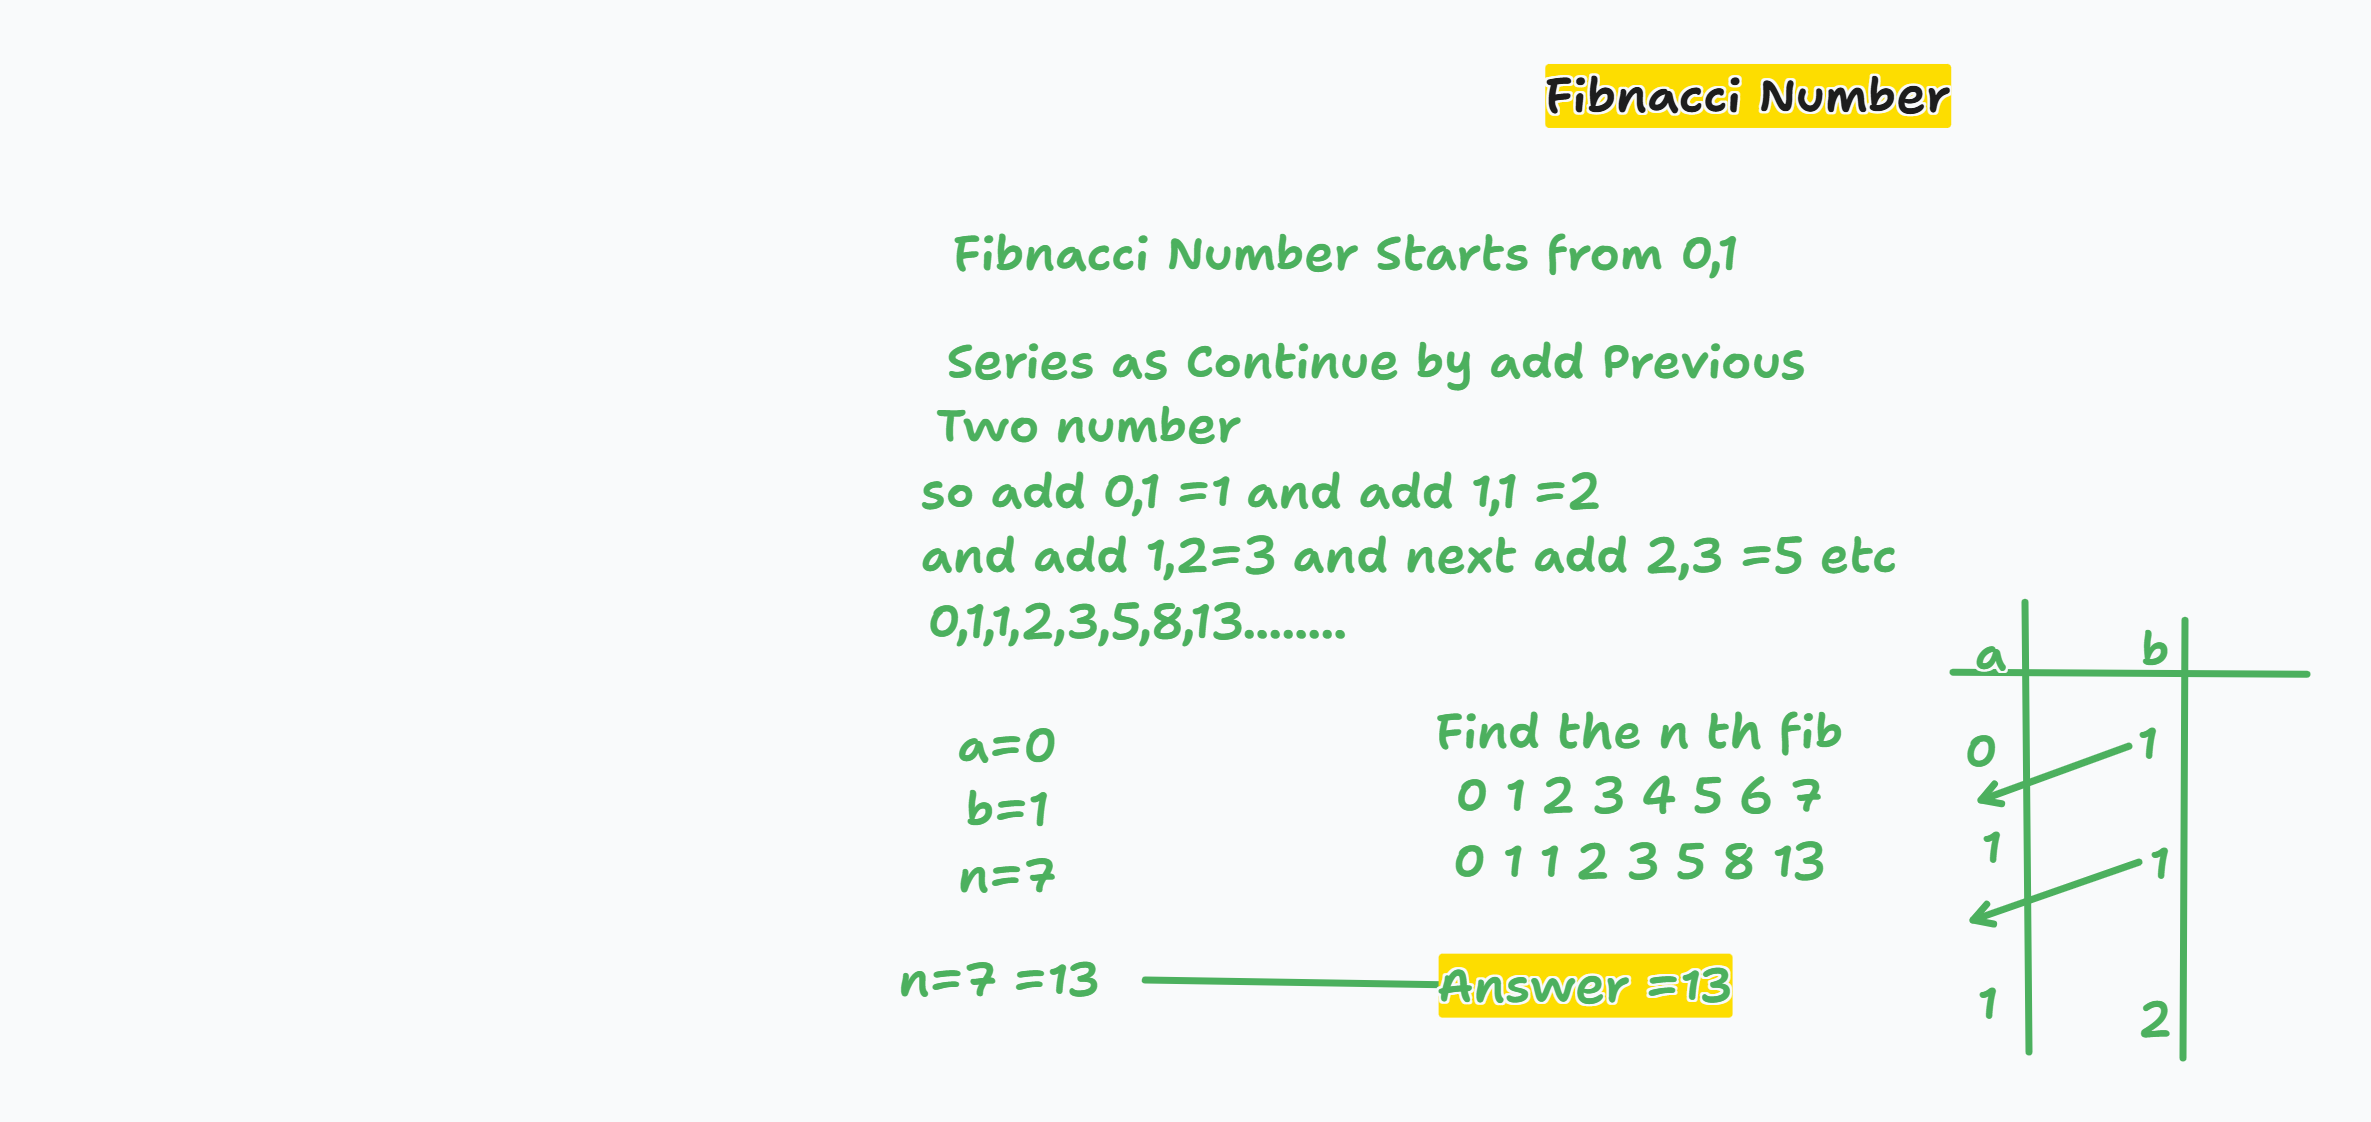 Fibnacci Number
Fibnacci Number Starts from 0,1
Series as Continue by add Previous
Two number
so add 0,1 =1 and add 1,1 =2
and add 1,2=3 and next add 2,3 =5 etc
0,1,1,2,3,5,8,13........
a=0
b=1
n=7
n=7 =13
Find the n th fib
0 1 2 3 4 5 6 7
0 1 1 2 3 5 8 13
Answer =13
a b
0 1
1 1
1 2